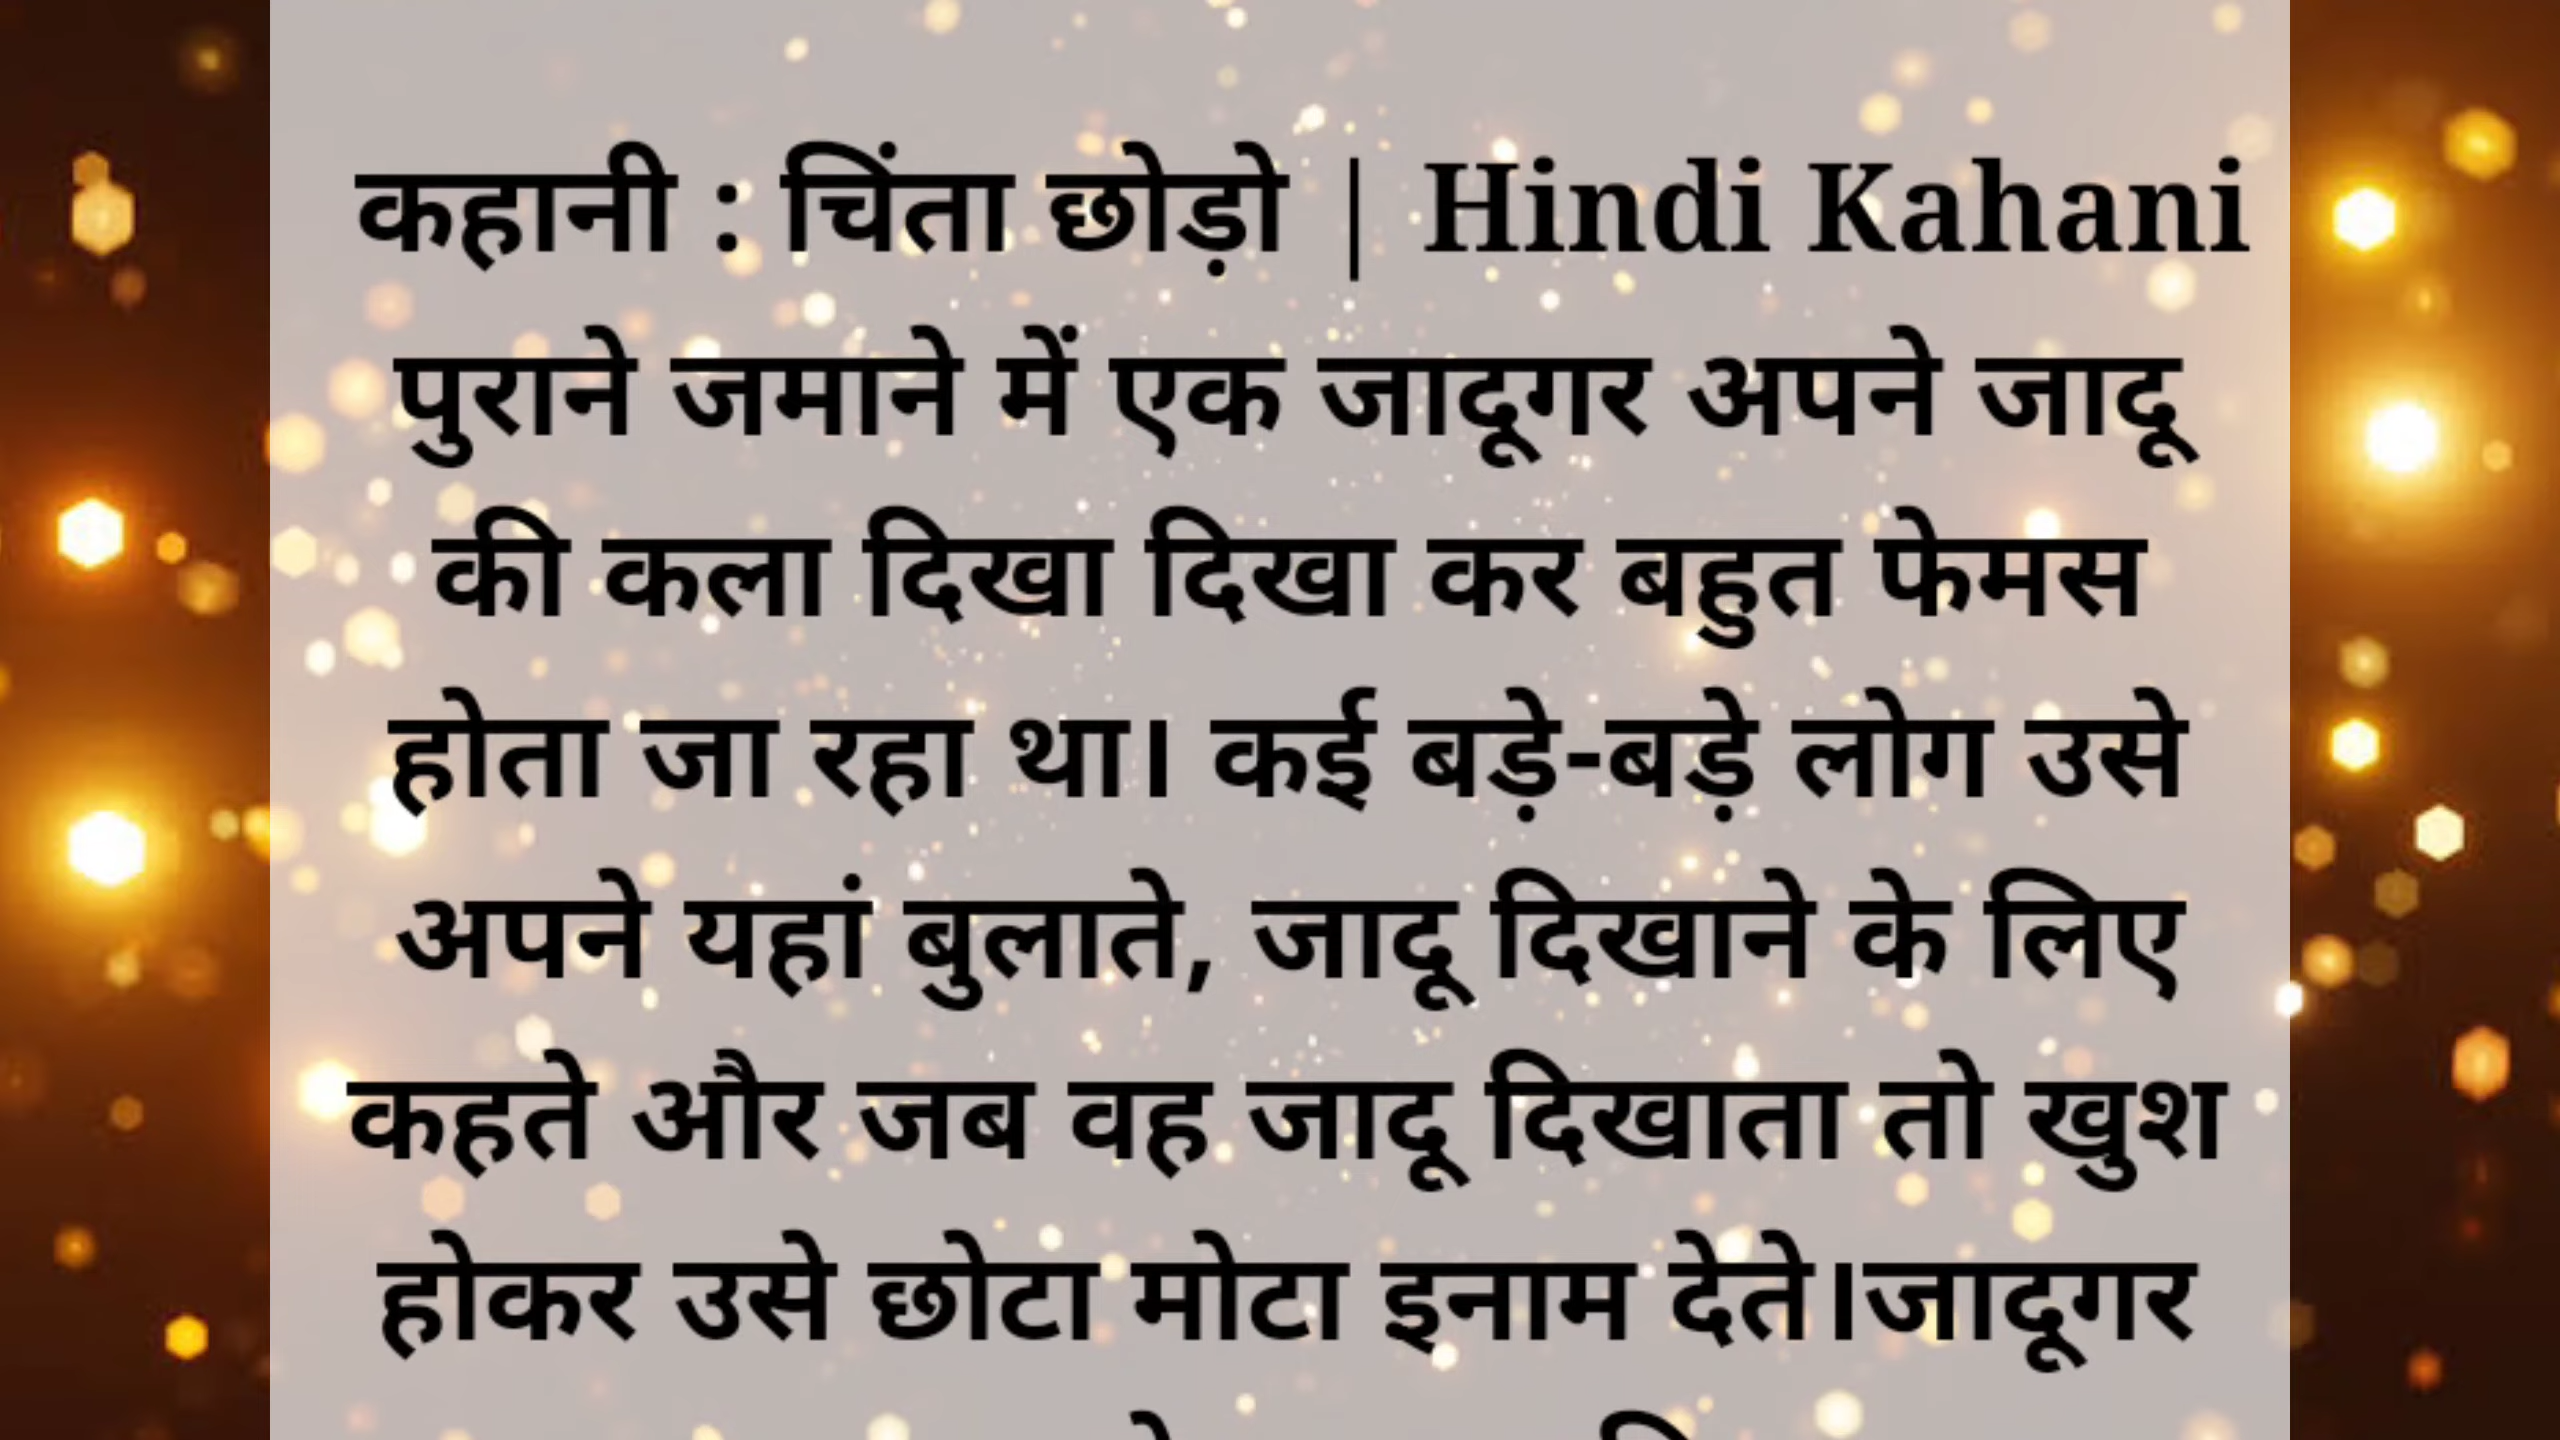 कहानी : चिंता छोड़ो | Hindi Kahani
पुराने जमाने में एक जादूगर अपने जादू
की कला दिखा दिखा कर बहुत फेमस
होता जा रहा था। कई बड़े-बड़े लोग उसे
अपने यहां बुलाते, जादू दिखाने के लिए
कहते और जब वह जादू दिखाता तो खुश
होकर उसे छोटा मोटा इनाम देते।जादूगर